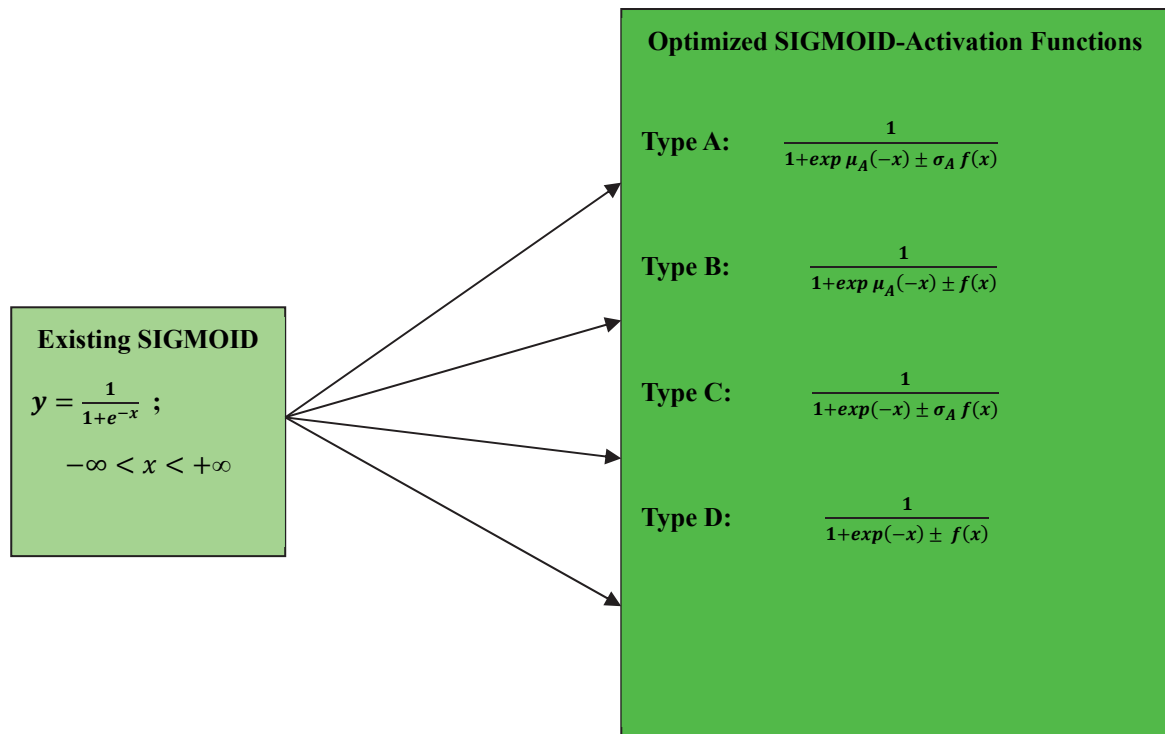 Optimized SIGMOID-Activation Functions
Type A: 1 / 1+exp μ_A(−x) ± σ_A f(x)
Type B: 1 / 1+exp μ_A(−x) ± f(x)
Existing SIGMOID
y = 1 / 1+e^{−x} ;
−∞ < x < +∞
Type C: 1 / 1+exp(−x) ± σ_A f(x)
Type D: 1 / 1+exp(−x) ± f(x)